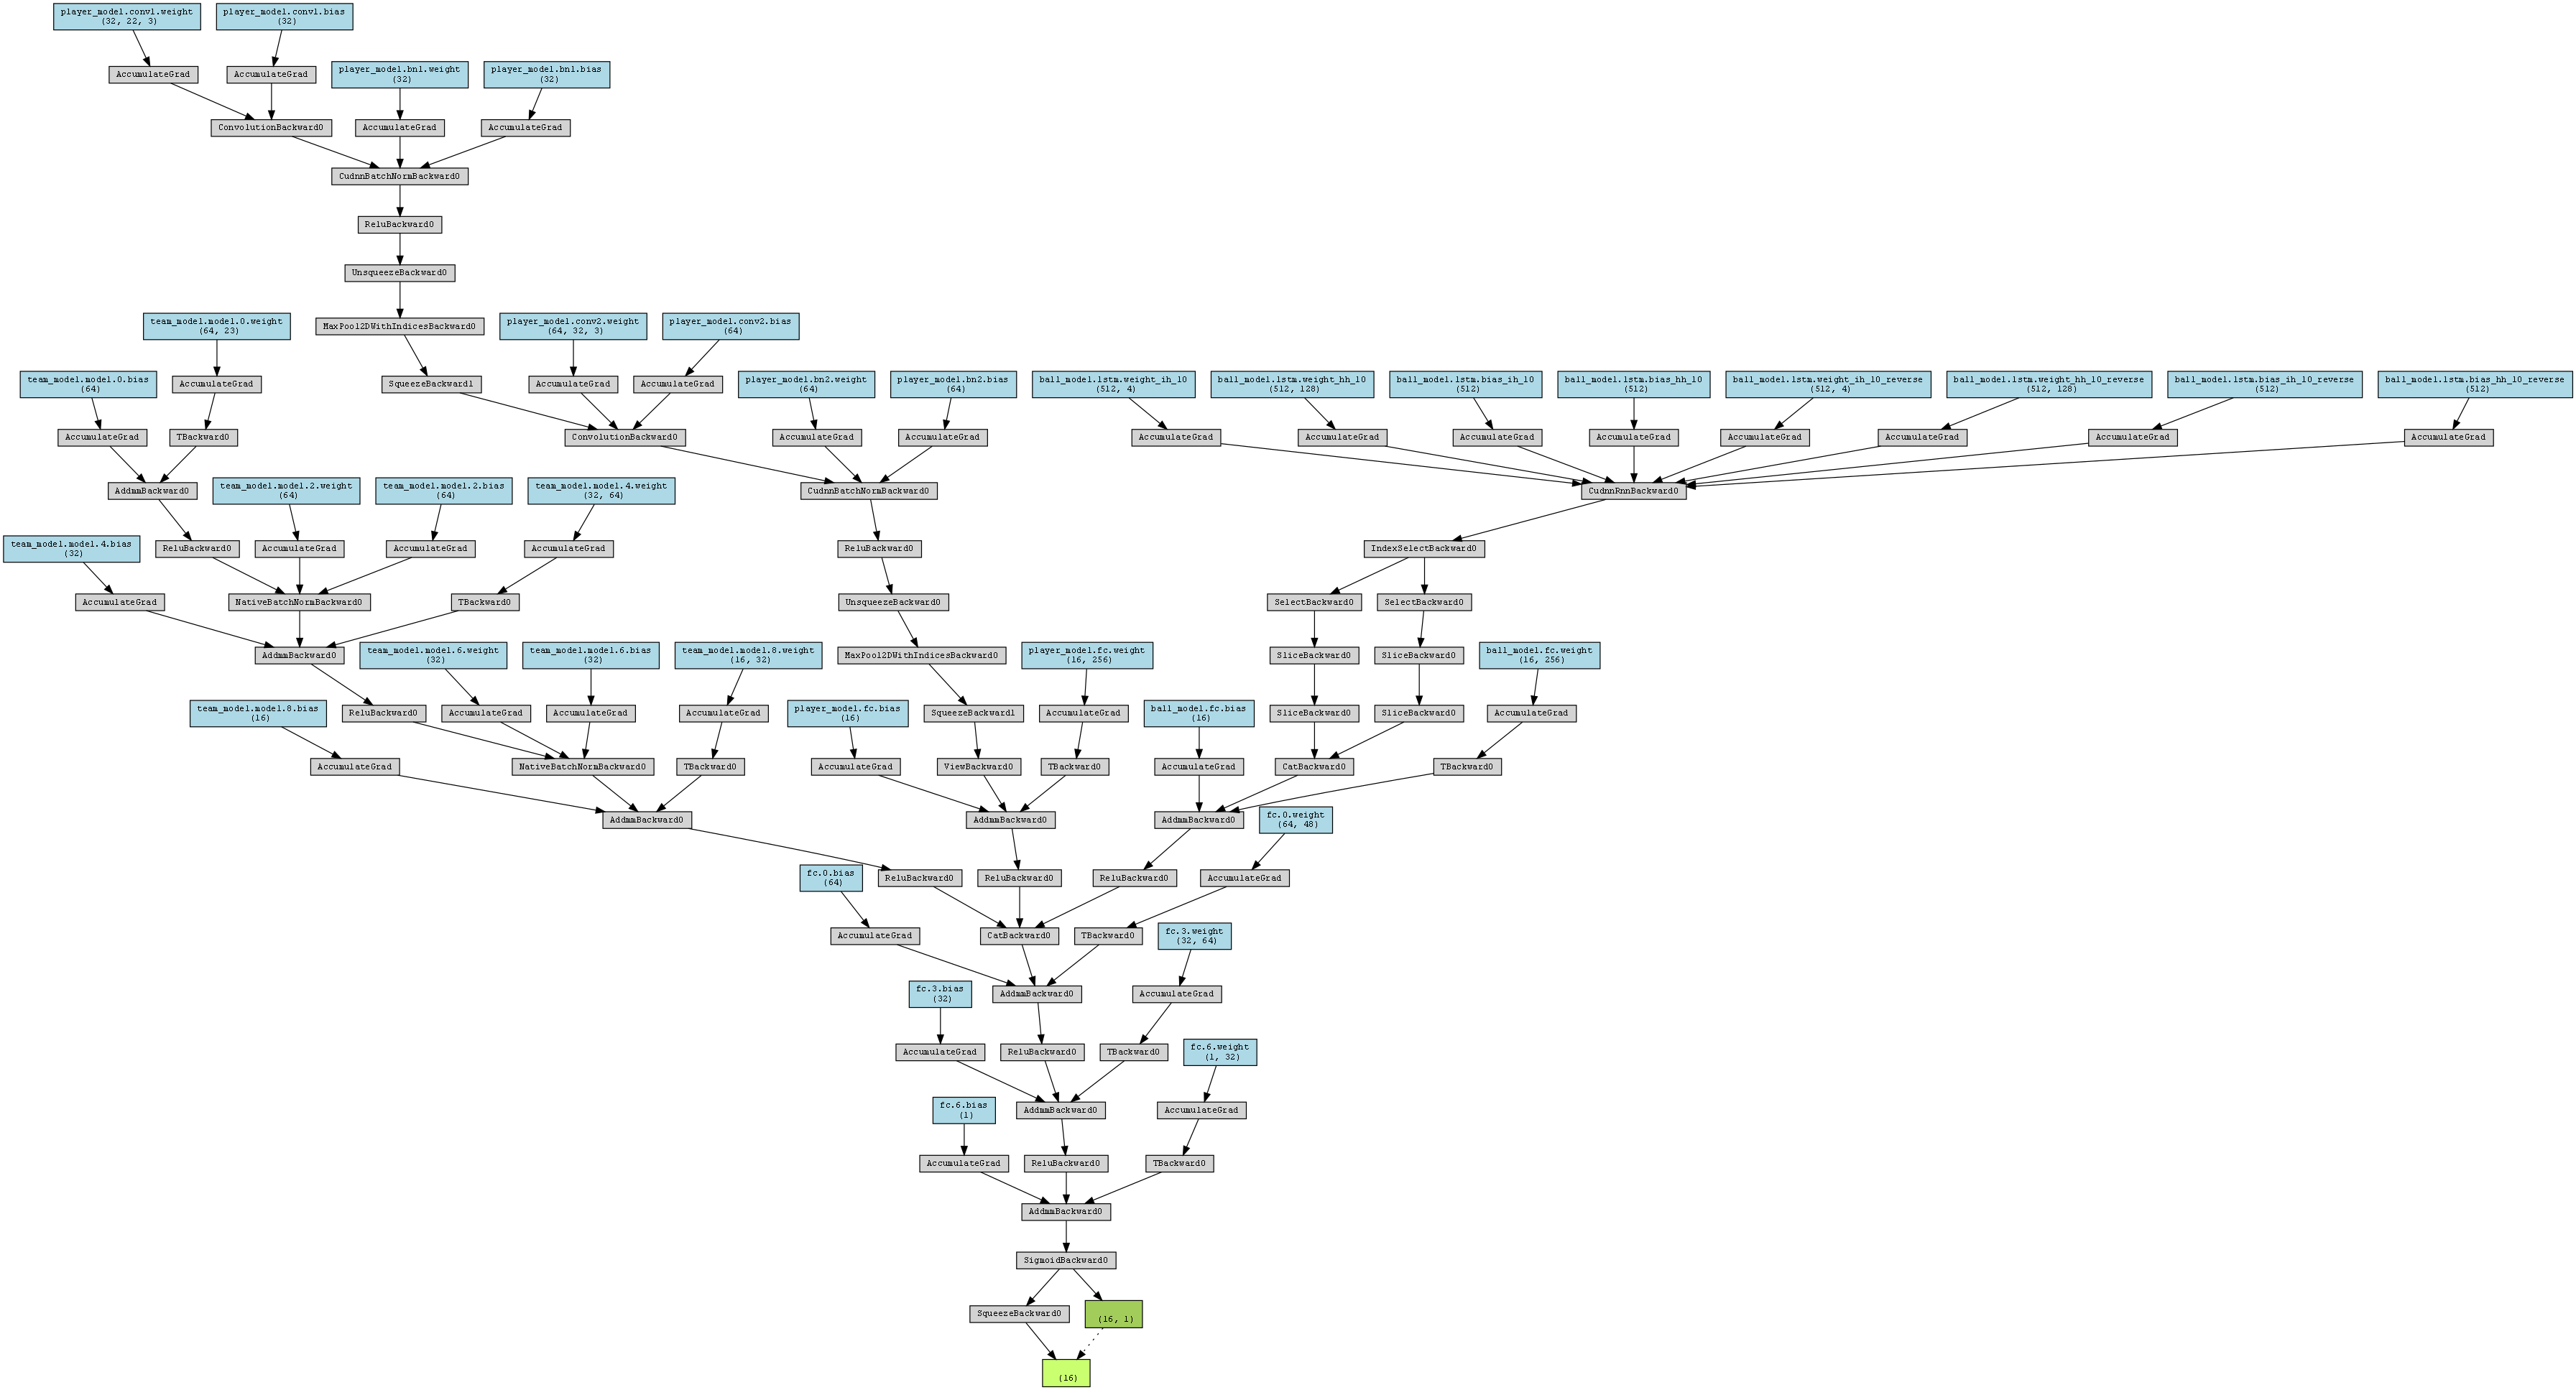 player_model.conv1.weight
(32, 22, 3)
player_model.conv1.bias
(32)
AccumulateGrad
AccumulateGrad
player_model.bn1.weight
(32)
player_model.bn1.bias
(32)
ConvolutionBackward0
AccumulateGrad
AccumulateGrad
CudnnBatchNormBackward0
ReluBackward0
UnsqueezeBackward0
team_model.model.0.weight
(64, 23)
MaxPool2DWithIndicesBackward0
player_model.conv2.weight
(64, 32, 3)
player_model.conv2.bias
(64)
team_model.model.0.bias
(64)
AccumulateGrad
SqueezeBackward1
AccumulateGrad
AccumulateGrad
player_model.bn2.weight
(64)
player_model.bn2.bias
(64)
ball_model.lstm.weight_ih_l0
(512, 4)
ball_model.lstm.weight_hh_l0
(512, 128)
ball_model.lstm.bias_ih_l0
(512)
ball_model.lstm.bias_hh_l0
(512)
ball_model.lstm.weight_ih_l0_reverse
(512, 4)
ball_model.lstm.weight_hh_l0_reverse
(512, 128)
ball_model.lstm.bias_ih_l0_reverse
(512)
ball_model.lstm.bias_hh_l0_reverse
(512)
AccumulateGrad
TBackward0
ConvolutionBackward0
AccumulateGrad
AccumulateGrad
AccumulateGrad
AccumulateGrad
AccumulateGrad
AccumulateGrad
AccumulateGrad
AccumulateGrad
AccumulateGrad
AccumulateGrad
AddmmBackward0
team_model.model.2.weight
(64)
team_model.model.2.bias
(64)
team_model.model.4.weight
(32, 64)
CudnnBatchNormBackward0
CudnnRnnBackward0
team_model.model.4.bias
(32)
ReluBackward0
AccumulateGrad
AccumulateGrad
AccumulateGrad
ReluBackward0
IndexSelectBackward0
AccumulateGrad
NativeBatchNormBackward0
TBackward0
UnsqueezeBackward0
SelectBackward0
SelectBackward0
AddmmBackward0
team_model.model.6.weight
(32)
team_model.model.6.bias
(32)
team_model.model.8.weight
(16, 32)
MaxPool2DWithIndicesBackward0
player_model.fc.weight
(16, 256)
SliceBackward0
SliceBackward0
ball_model.fc.weight
(16, 256)
team_model.model.8.bias
(16)
ReluBackward0
AccumulateGrad
AccumulateGrad
AccumulateGrad
player_model.fc.bias
(16)
SqueezeBackward1
AccumulateGrad
ball_model.fc.bias
(16)
SliceBackward0
SliceBackward0
AccumulateGrad
AccumulateGrad
NativeBatchNormBackward0
TBackward0
AccumulateGrad
ViewBackward0
TBackward0
AccumulateGrad
CatBackward0
TBackward0
AddmmBackward0
AddmmBackward0
AddmmBackward0
fc.0.weight
(64, 48)
fc.0.bias
(64)
ReluBackward0
ReluBackward0
ReluBackward0
AccumulateGrad
AccumulateGrad
CatBackward0
TBackward0
fc.3.weight
(32, 64)
fc.3.bias
(32)
AddmmBackward0
AccumulateGrad
AccumulateGrad
ReluBackward0
TBackward0
fc.6.weight
(1, 32)
fc.6.bias
(1)
AddmmBackward0
AccumulateGrad
AccumulateGrad
ReluBackward0
TBackward0
AddmmBackward0
SigmoidBackward0
SqueezeBackward0
(16, 1)
(16)